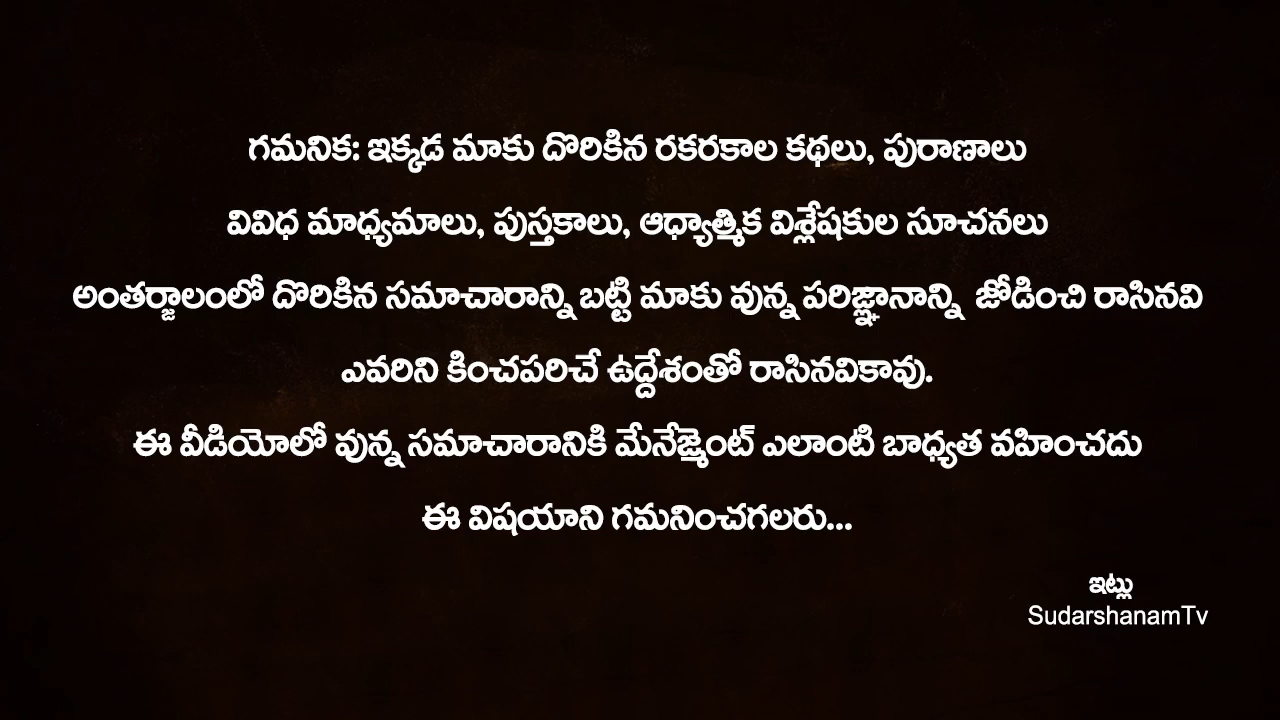 గమనిక: ఇక్కడ మాకు దొరికిన రకరకాల కథలు, పురాణాలు
వివిధ మాధ్యమాలు, పుస్తకాలు, ఆధ్యాత్మిక విశ్లేషకుల సూచనలు
అంతర్జాలంలో దొరికిన సమాచారాన్ని బట్టి మాకు వున్న పరిజ్ఞానాన్ని జోడించి రాసినవి
ఎవరిని కించపరిచే ఉద్దేశంతో రాసినవికావు.
ఈ వీడియోలో వున్న సమాచారానికి మేనేజ్మెంట్ ఎలాంటి బాధ్యత వహించదు
ఈ విషయాని గమనించగలరు...
ఇట్లు
SudarshanamTv